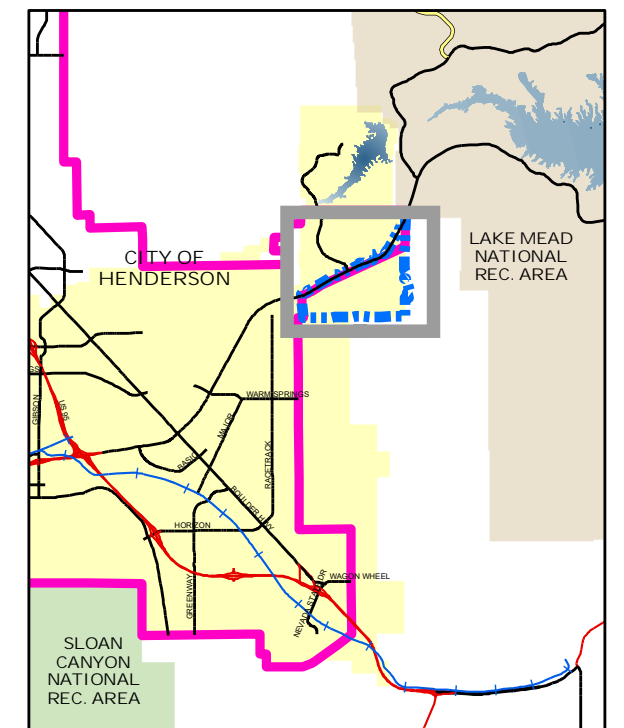 CITY OF
HENDERSON
LAKE MEAD
NATIONAL
REC. AREA
GS
GIBSON
US 95
WARM SPRINGS
MAJOR
BASIC
RACETRACK
BOULDER HWY
HORIZON
GREENWAY
WAGON WHEEL
NEVADA STATE DR
SLOAN
CANYON
NATIONAL
REC. AREA